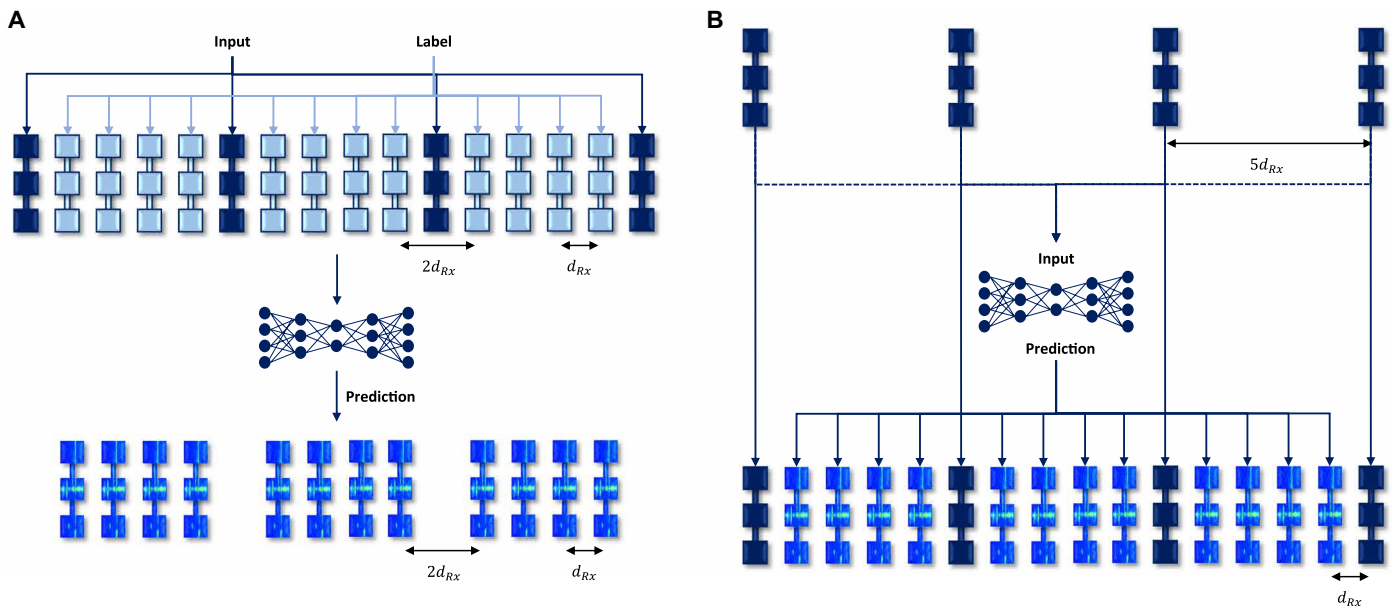 A
Input
Label
2d_{Rx}
d_{Rx}
Prediction
2d_{Rx}
d_{Rx}
B
5d_{Rx}
Input
Prediction
d_{Rx}